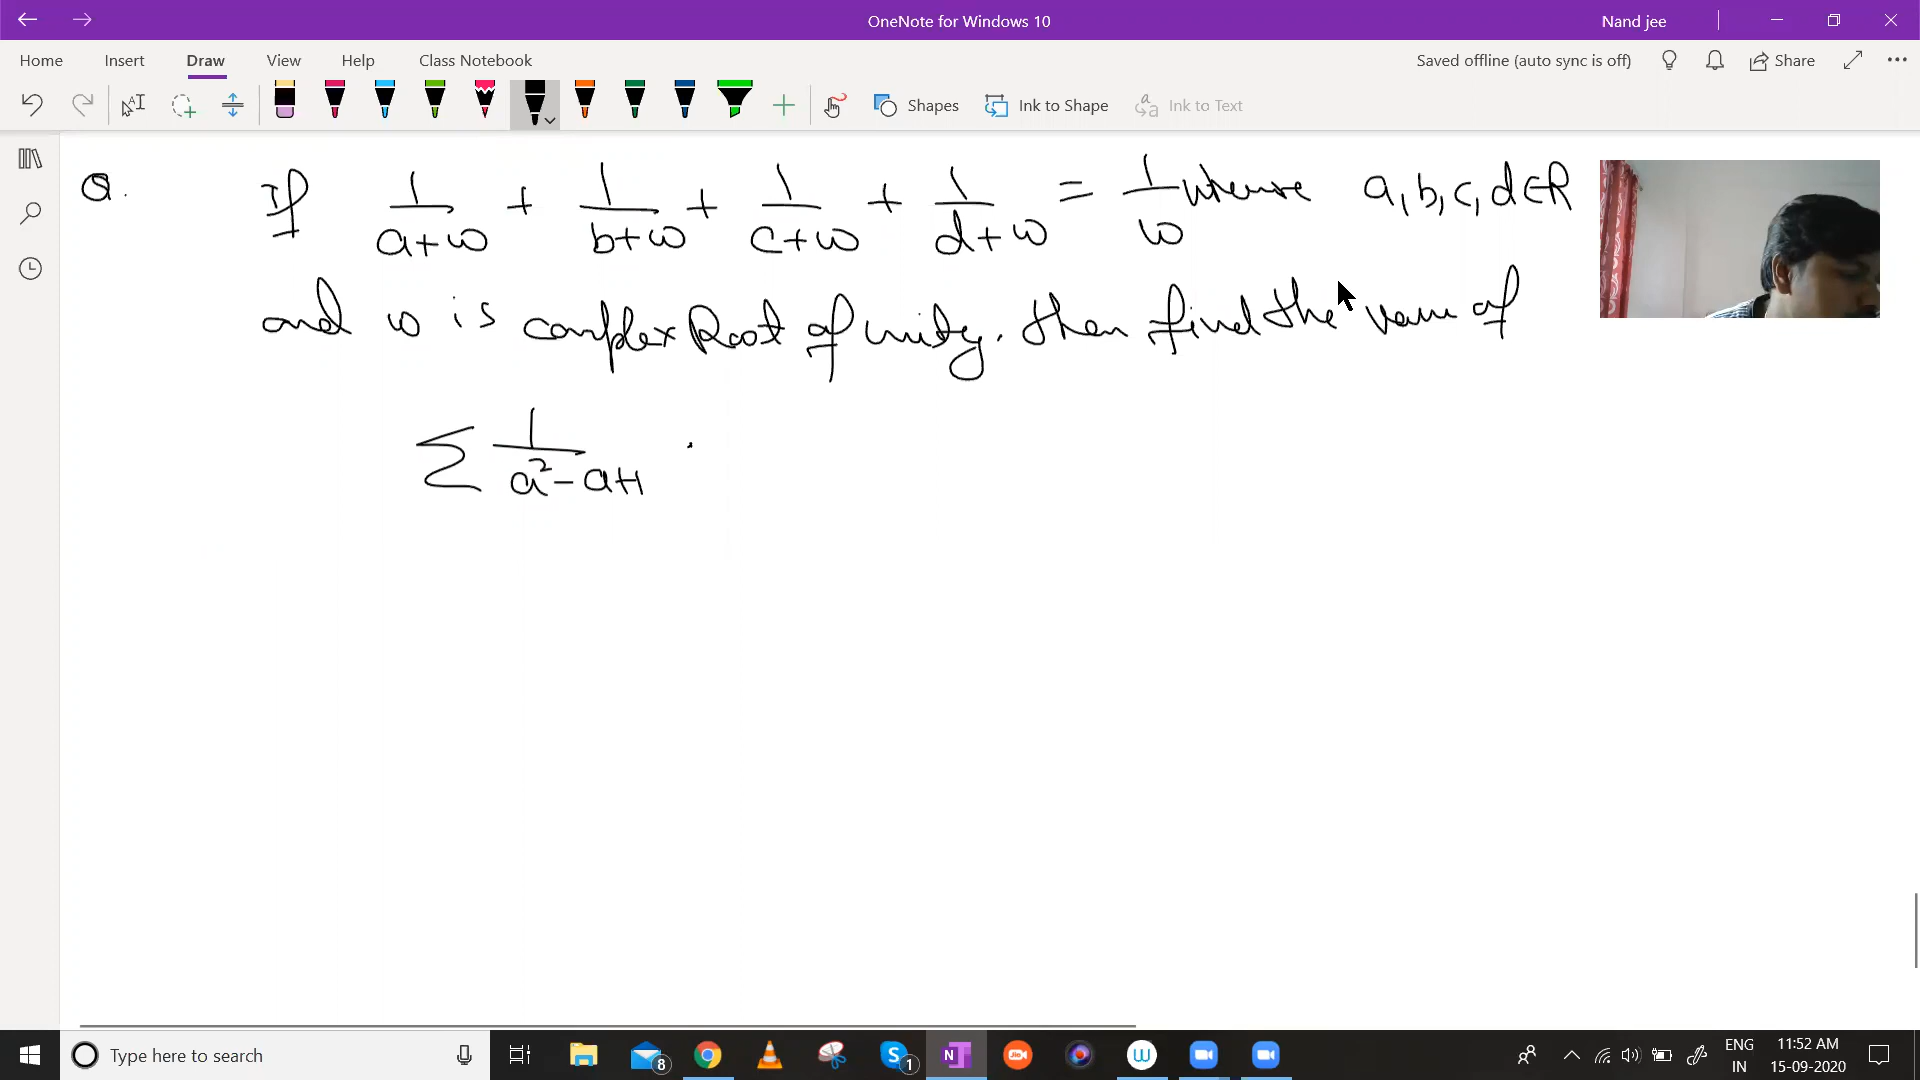 OneNote for Windows 10
Nand jee
Home Insert Draw View Help Class Notebook
Saved offline (auto sync is off) Share
Shapes Ink to Shape Ink to Text
Q. If 1/(a+ω) + 1/(b+ω) + 1/(c+ω) + 1/(d+ω) = 1/ω where a, b, c, d ∈ R
and ω is complex Root of unity. then find the value of
Σ 1/(a²-a+1) .
Type here to search
8
1
ENG
IN
11:52 AM
15-09-2020